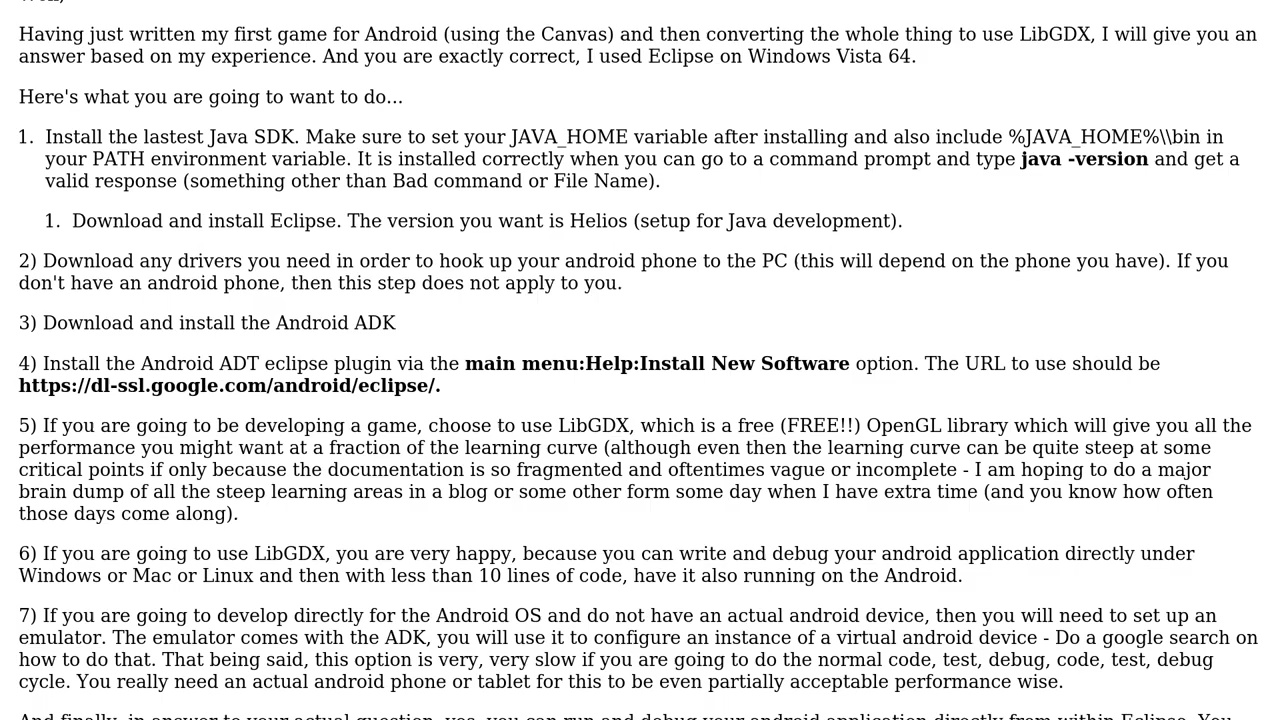 Having just written my first game for Android (using the Canvas) and then converting the whole thing to use LibGDX, I will give you an
answer based on my experience. And you are exactly correct, I used Eclipse on Windows Vista 64.
Here's what you are going to want to do...
1. Install the lastest Java SDK. Make sure to set your JAVA_HOME variable after installing and also include %JAVA_HOME%\\bin in
your PATH environment variable. It is installed correctly when you can go to a command prompt and type java -version and get a
valid response (something other than Bad command or File Name).
1. Download and install Eclipse. The version you want is Helios (setup for Java development).
2) Download any drivers you need in order to hook up your android phone to the PC (this will depend on the phone you have). If you
don't have an android phone, then this step does not apply to you.
3) Download and install the Android ADK
4) Install the Android ADT eclipse plugin via the main menu:Help:Install New Software option. The URL to use should be
https://dl-ssl.google.com/android/eclipse/.
5) If you are going to be developing a game, choose to use LibGDX, which is a free (FREE!!) OpenGL library which will give you all the
performance you might want at a fraction of the learning curve (although even then the learning curve can be quite steep at some
critical points if only because the documentation is so fragmented and oftentimes vague or incomplete - I am hoping to do a major
brain dump of all the steep learning areas in a blog or some other form some day when I have extra time (and you know how often
those days come along).
6) If you are going to use LibGDX, you are very happy, because you can write and debug your android application directly under
Windows or Mac or Linux and then with less than 10 lines of code, have it also running on the Android.
7) If you are going to develop directly for the Android OS and do not have an actual android device, then you will need to set up an
emulator. The emulator comes with the ADK, you will use it to configure an instance of a virtual android device - Do a google search on
how to do that. That being said, this option is very, very slow if you are going to do the normal code, test, debug, code, test, debug
cycle. You really need an actual android phone or tablet for this to be even partially acceptable performance wise.
And finally, in answer to your actual question, yes, you can run and debug your android application directly from within Eclipse. You